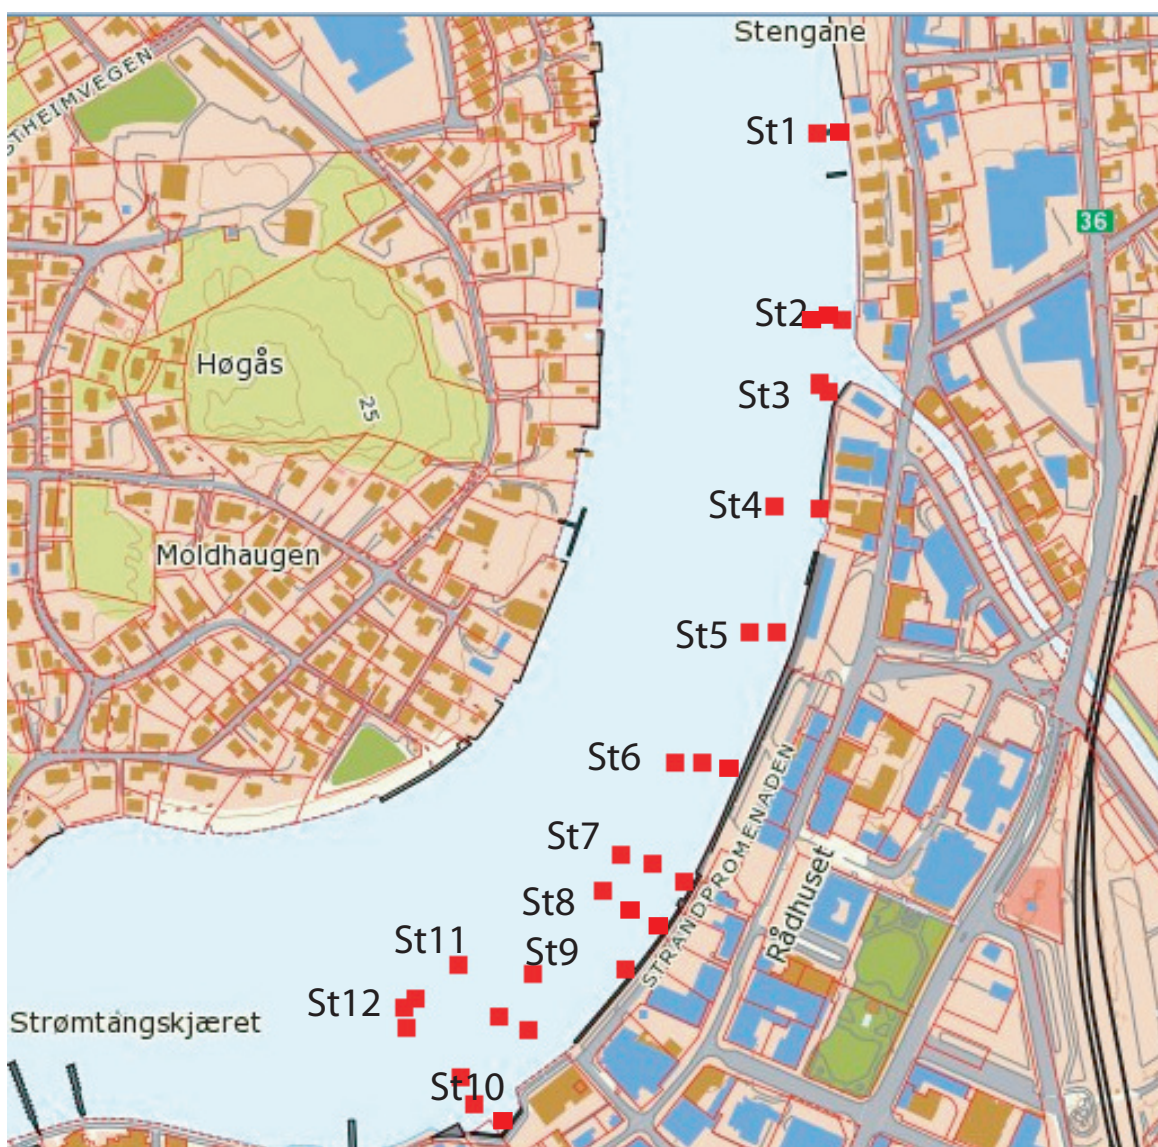 Stengane
STHEIMVEGEN
St1
36
St2
Høgås
St3
25
St4
Moldhaugen
St5
St6
STRANDPROMENADEN
St7
Rådhuset
St8
St11
St9
St12
Strømtangskjæret
St10